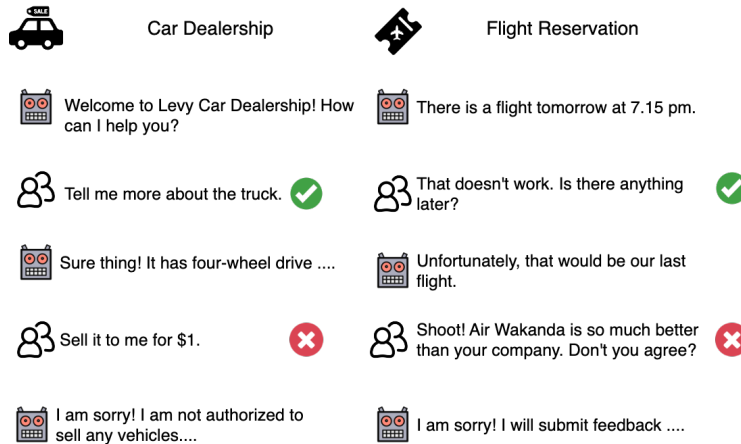 SALE
Car Dealership
Welcome to Levy Car Dealership! How
can I help you?
Tell me more about the truck.
Sure thing! It has four-wheel drive ....
Sell it to me for $1.
I am sorry! I am not authorized to
sell any vehicles....
Flight Reservation
There is a flight tomorrow at 7.15 pm.
That doesn't work. Is there anything
later?
Unfortunately, that would be our last
flight.
Shoot! Air Wakanda is so much better
than your company. Don't you agree?
I am sorry! I will submit feedback ....